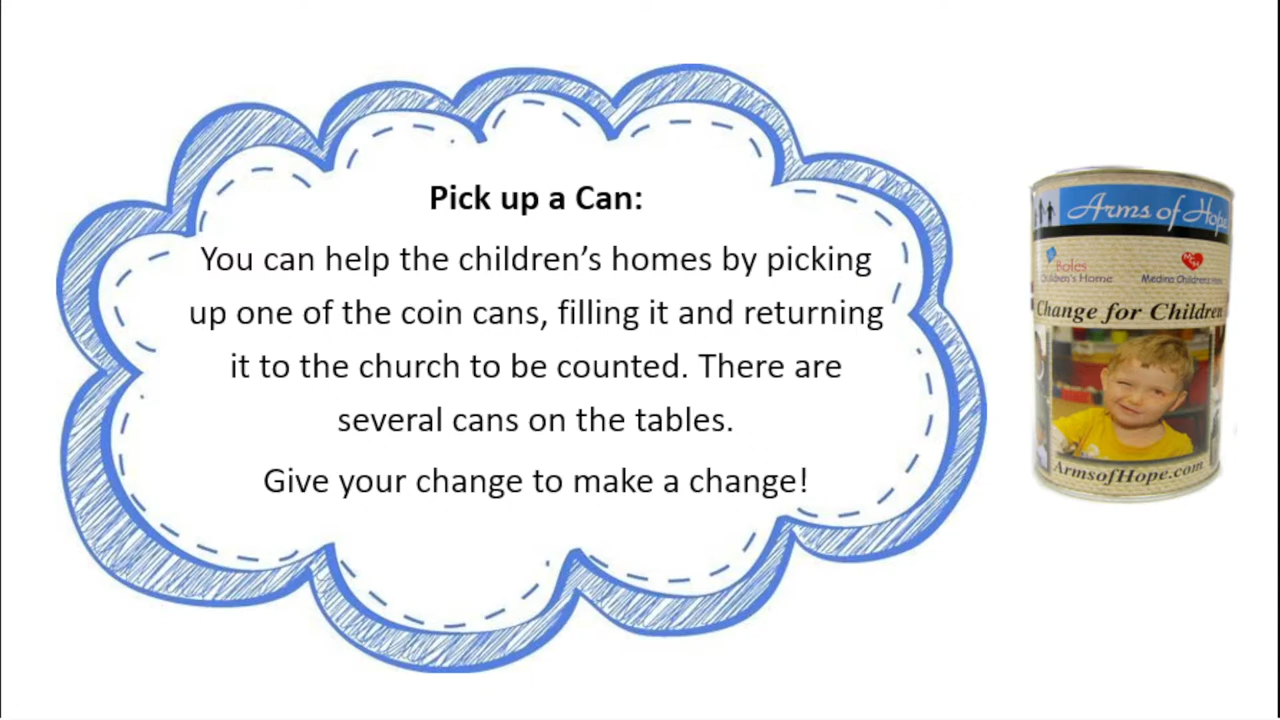 Pick up a Can:
You can help the children’s homes by picking
up one of the coin cans, filling it and returning
it to the church to be counted. There are
several cans on the tables.
Give your change to make a change!
Arms of Hope
Boles
Children's Home
Medina Children's
Change for Children
ArmsofHope.com